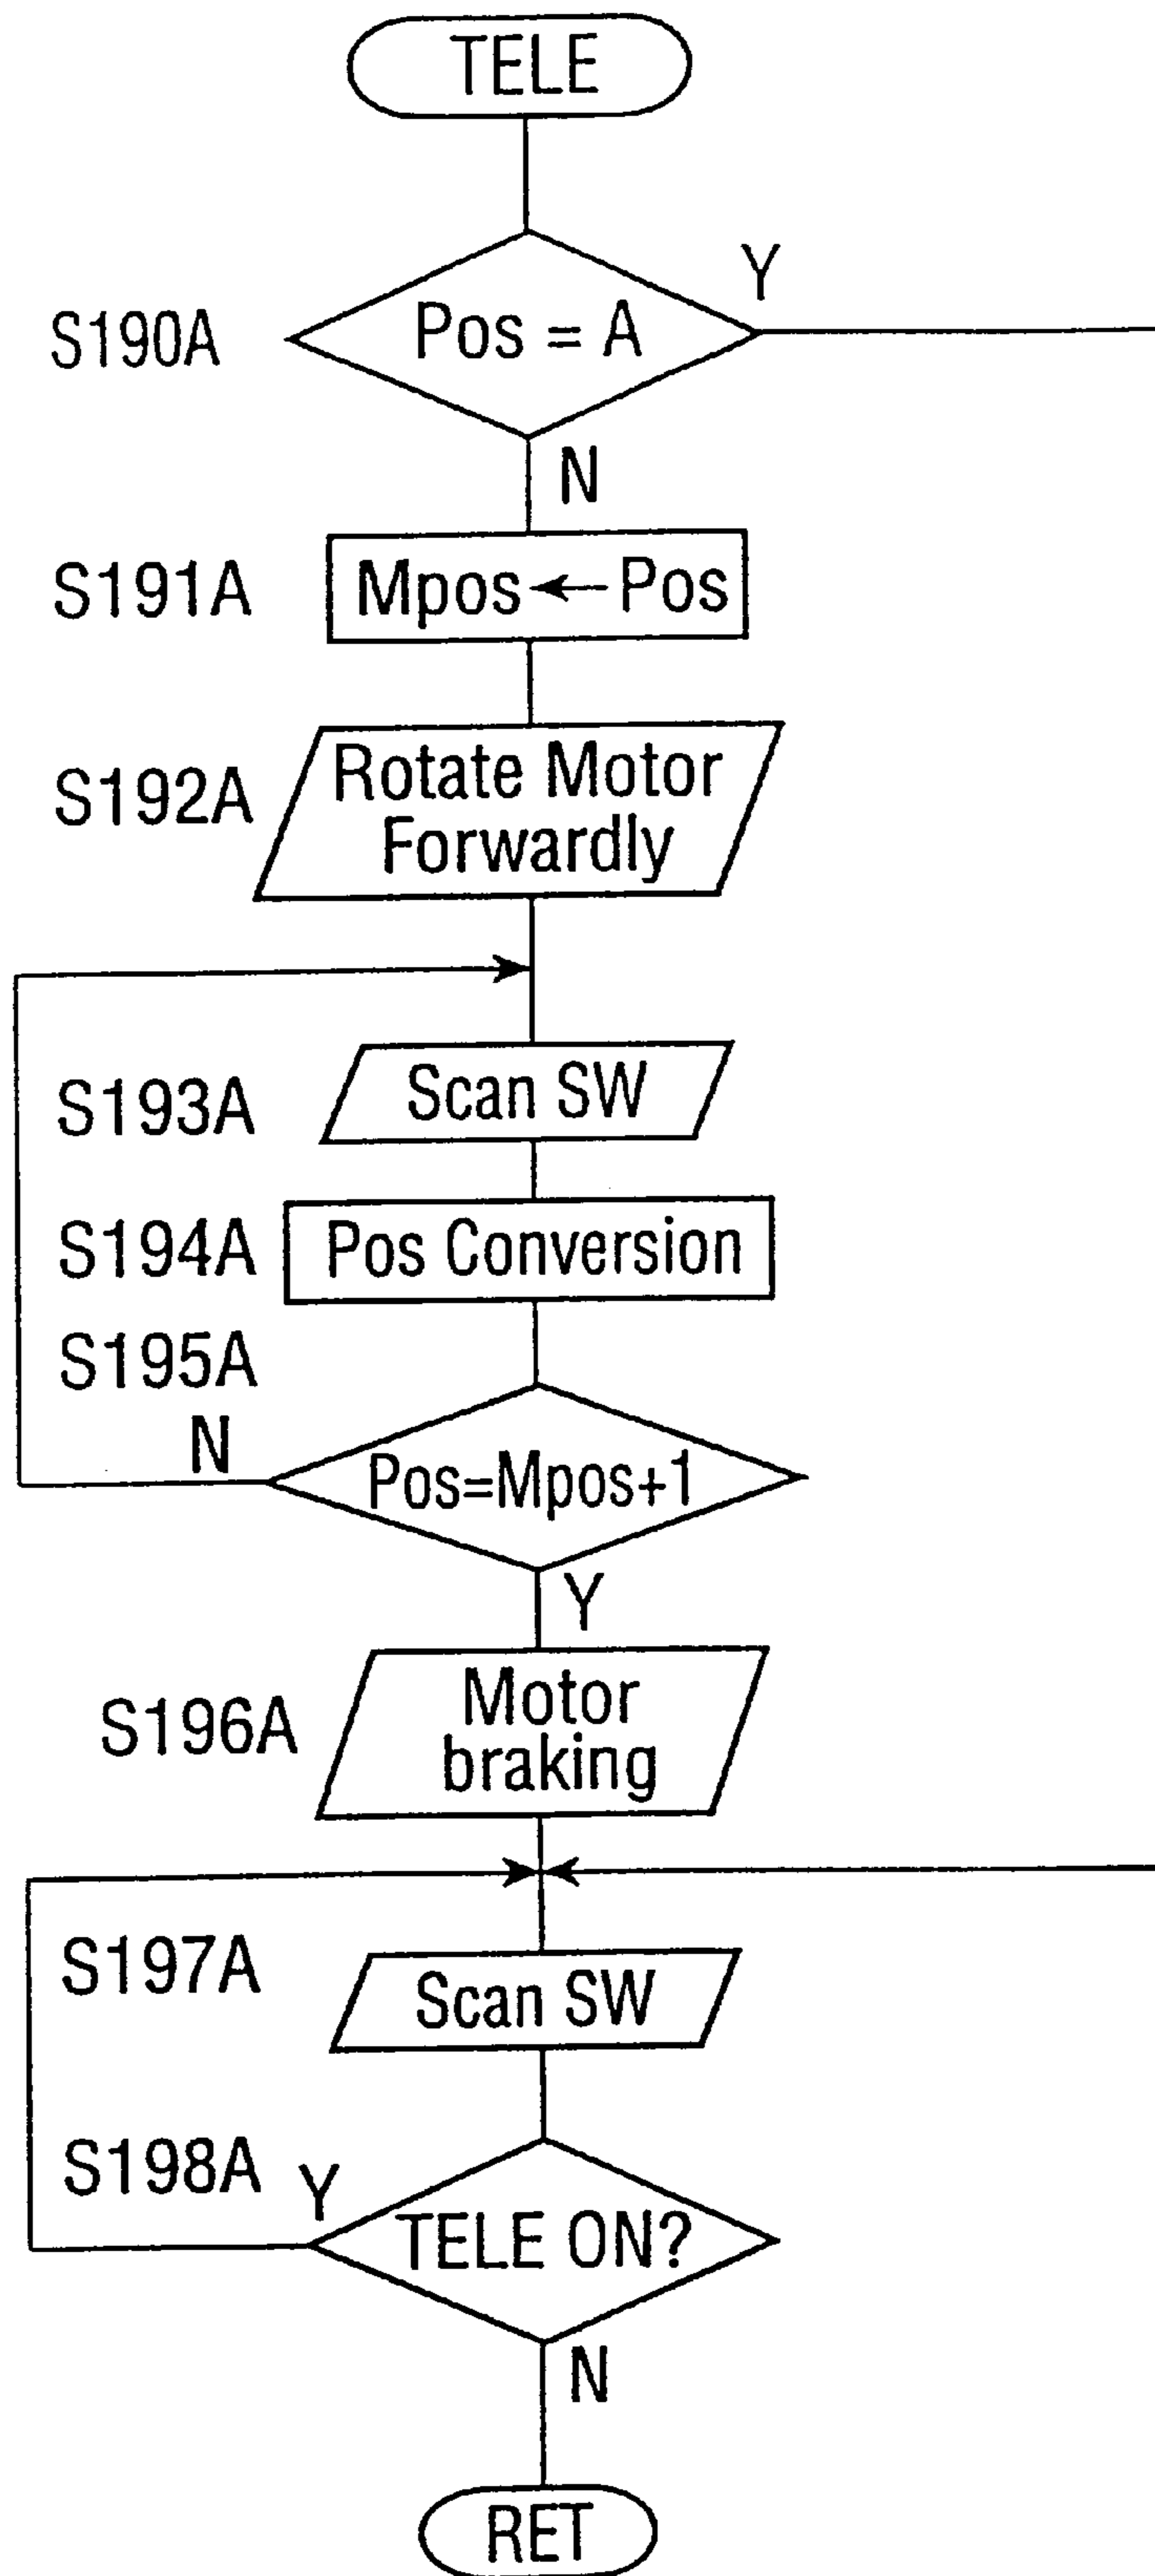 TELE
Y
S190A
Pos = A
N
S191A
Mpos←Pos
S192A
Rotate Motor
Forwardly
S193A
Scan SW
S194A
Pos Conversion
S195A
N
Pos=Mpos+1
Y
S196A
Motor
braking
S197A
Scan SW
S198A
Y
TELE ON?
N
RET